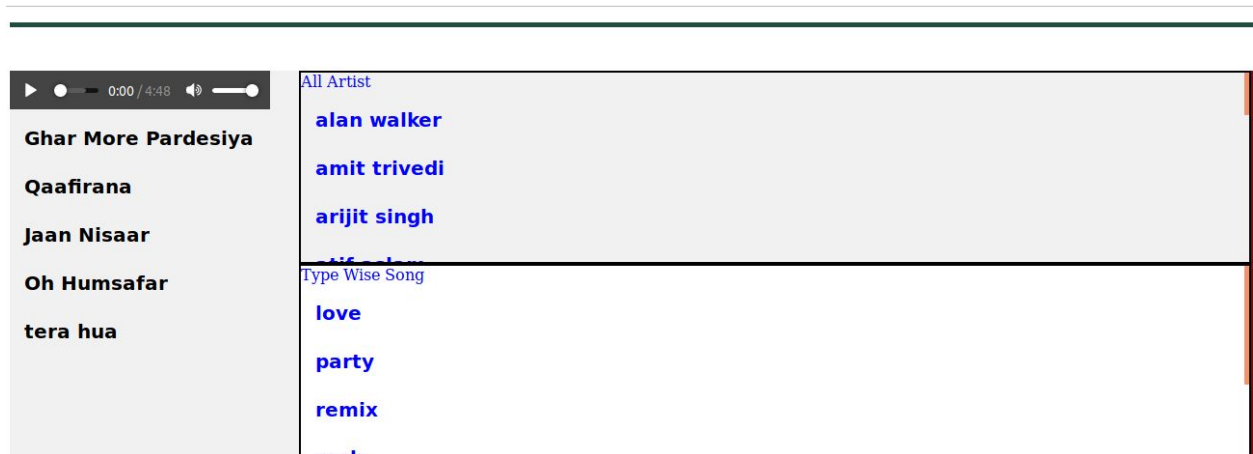 0:00 / 4:48
Ghar More Pardesiya
Qaafirana
Jaan Nisaar
Oh Humsafar
tera hua
All Artist
alan walker
amit trivedi
arijit singh
Type Wise Song
love
party
remix